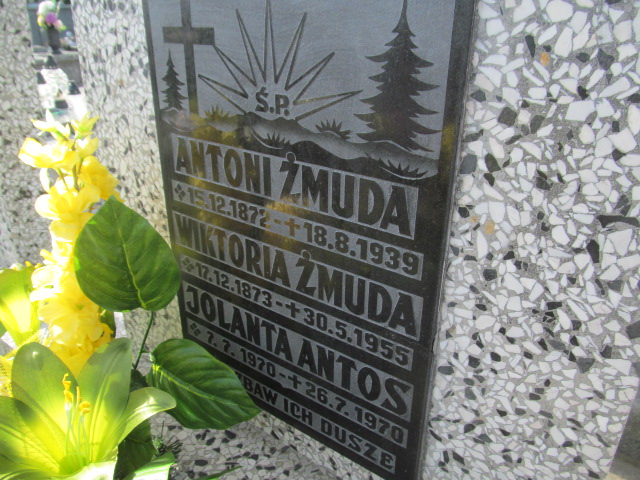 Ś.P.
ANTONI ŻMUDA
* 15.12.1872 - + 18.8.1939
WIKTORIA ŻMUDA
* 17.12.1873 - + 30.5.1955
JOLANTA ANTOS
* 7. 7. 1970 - + 26.7. 1970
ICH DUSZE